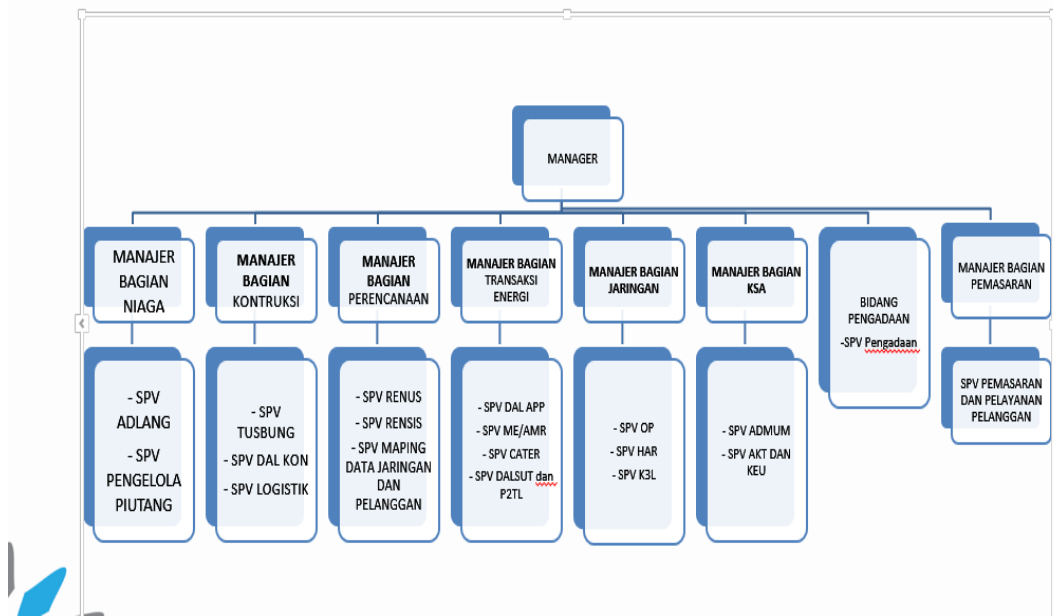 MANAGER
MANAJER
BAGIAN
NIAGA
MANAJER
BAGIAN
KONTRUKSI
MANAJER
BAGIAN
PERENCANAAN
MANAJER BAGIAN
TRANSAKSI
ENERGI
MANAJER BAGIAN
JARINGAN
MANAJER BAGIAN
KSA
BIDANG
PENGADAAN
-SPV Pengadaan
MANAJER BAGIAN
PEMASARAN
- SPV
ADLANG
- SPV
PENGELOLA
PIUTANG
- SPV
TUSBUNG
- SPV DAL KON
- SPV LOGISTIK
- SPV RENUS
- SPV RENSIS
- SPV MAPING
DATA JARINGAN
DAN
PELANGGAN
- SPV DAL APP
- SPV ME/AMR
- SPV CATER
- SPV DALSUT dan
P2TL
- SPV OP
- SPV HAR
- SPV K3L
- SPV ADMUM
- SPV AKT DAN
KEU
SPV PEMASARAN
DAN PELAYANAN
PELANGGAN